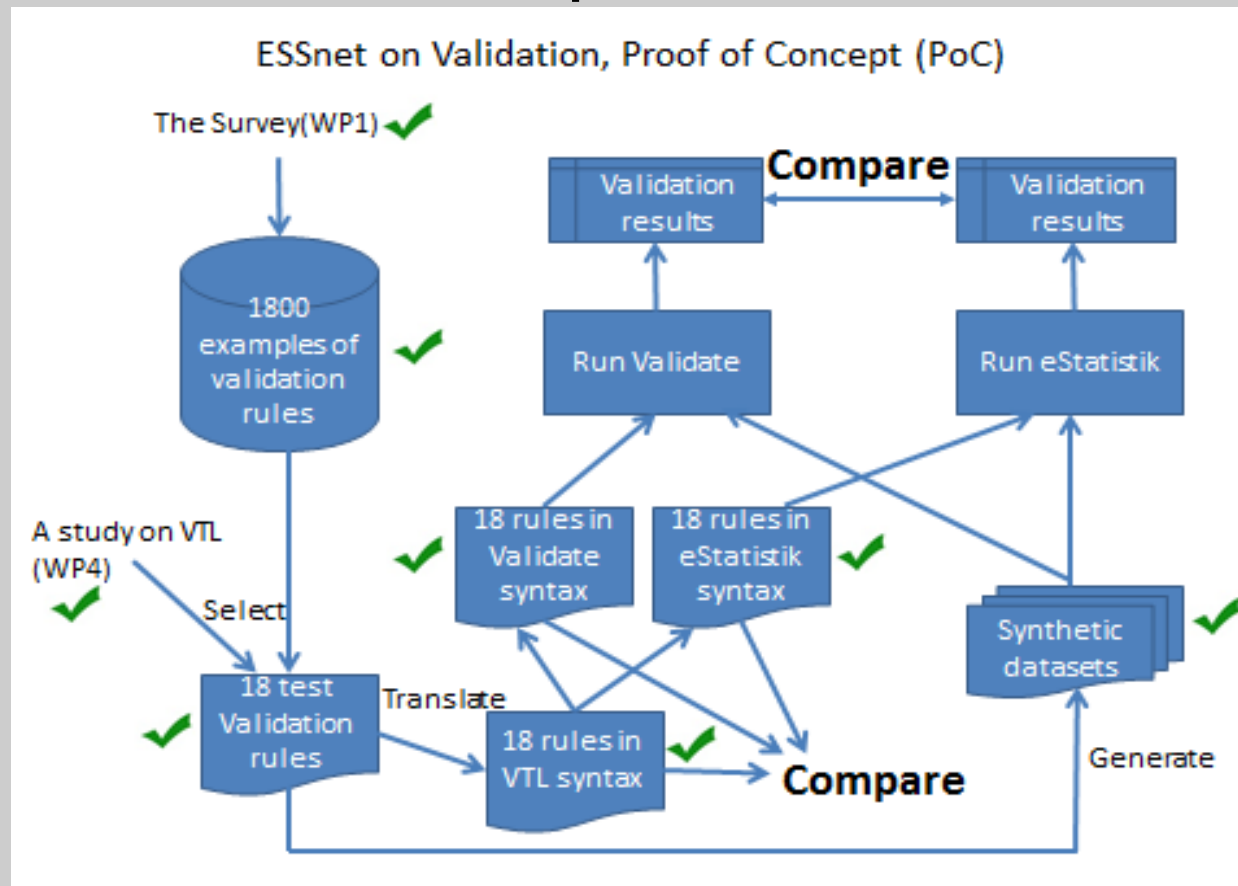 ESSnet on Validation, Proof of Concept (PoC)
The Survey(WP1)
Compare
Validation
results
Validation
results
1800
examples of
validation
rules
Run Validate
Run eStatistik
A study on VTL
(WP4)
18 rules in
Validate
syntax
18 rules in
eStatistik
syntax
Select
Synthetic
datasets
18 test
Validation
rules
Translate
18 rules in
VTL syntax
Compare
Generate